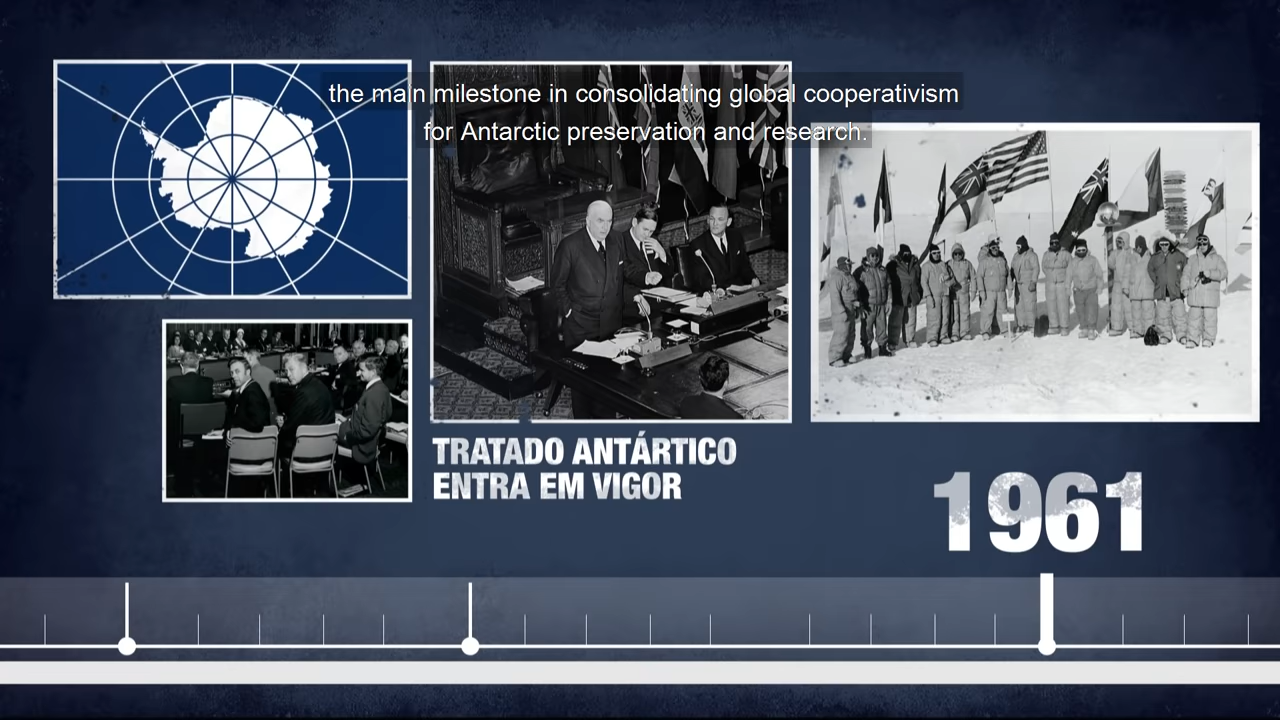 the main milestone in consolidating global cooperativism
for Antarctic preservation and research.
TRATADO ANTÁRTICO
ENTRA EM VIGOR
1961